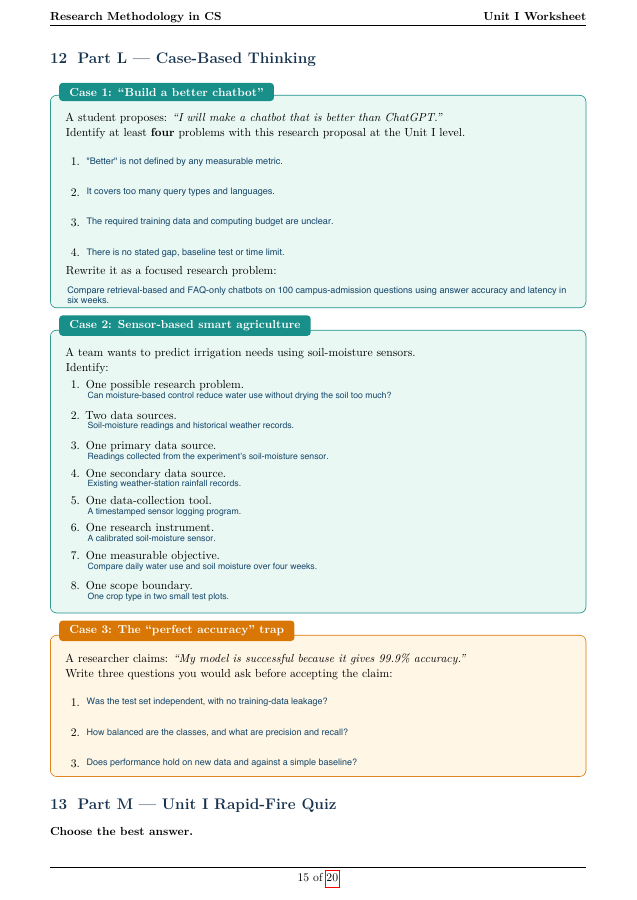 Research Methodology in CS Unit I Worksheet
12 Part L — Case-Based Thinking
Case 1: “Build a better chatbot”
A student proposes: “I will make a chatbot that is better than ChatGPT.”
Identify at least four problems with this research proposal at the Unit I level.
1. "Better" is not defined by any measurable metric.
2. It covers too many query types and languages.
3. The required training data and computing budget are unclear.
4. There is no stated gap, baseline test or time limit.
Rewrite it as a focused research problem:
Compare retrieval-based and FAQ-only chatbots on 100 campus-admission questions using answer accuracy and latency in
six weeks.
Case 2: Sensor-based smart agriculture
A team wants to predict irrigation needs using soil-moisture sensors.
Identify:
1. One possible research problem.
Can moisture-based control reduce water use without drying the soil too much?
2. Two data sources.
Soil-moisture readings and historical weather records.
3. One primary data source.
Readings collected from the experiment's soil-moisture sensor.
4. One secondary data source.
Existing weather-station rainfall records.
5. One data-collection tool.
A timestamped sensor logging program.
6. One research instrument.
A calibrated soil-moisture sensor.
7. One measurable objective.
Compare daily water use and soil moisture over four weeks.
8. One scope boundary.
One crop type in two small test plots.
Case 3: The “perfect accuracy” trap
A researcher claims: “My model is successful because it gives 99.9% accuracy.”
Write three questions you would ask before accepting the claim:
1. Was the test set independent, with no training-data leakage?
2. How balanced are the classes, and what are precision and recall?
3. Does performance hold on new data and against a simple baseline?
13 Part M — Unit I Rapid-Fire Quiz
Choose the best answer.
15 of 20